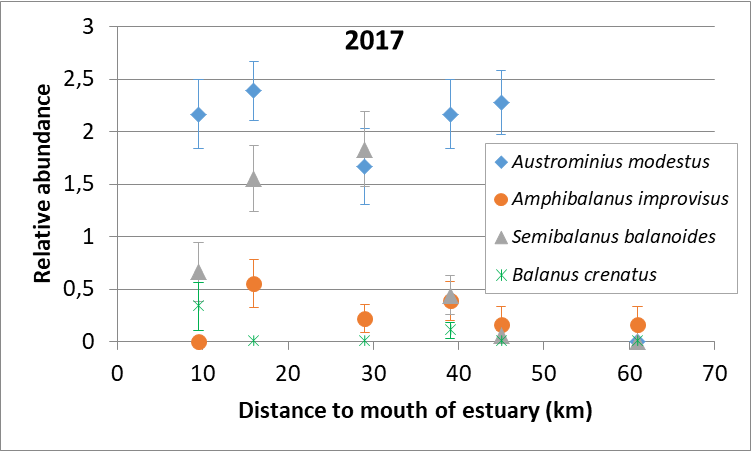 2017
3
2,5
2
1,5
1
0,5
0
Relative abundance
0 10 20 30 40 50 60 70
Distance to mouth of estuary (km)
Austrominius modestus
Amphibalanus improvisus
Semibalanus balanoides
Balanus crenatus